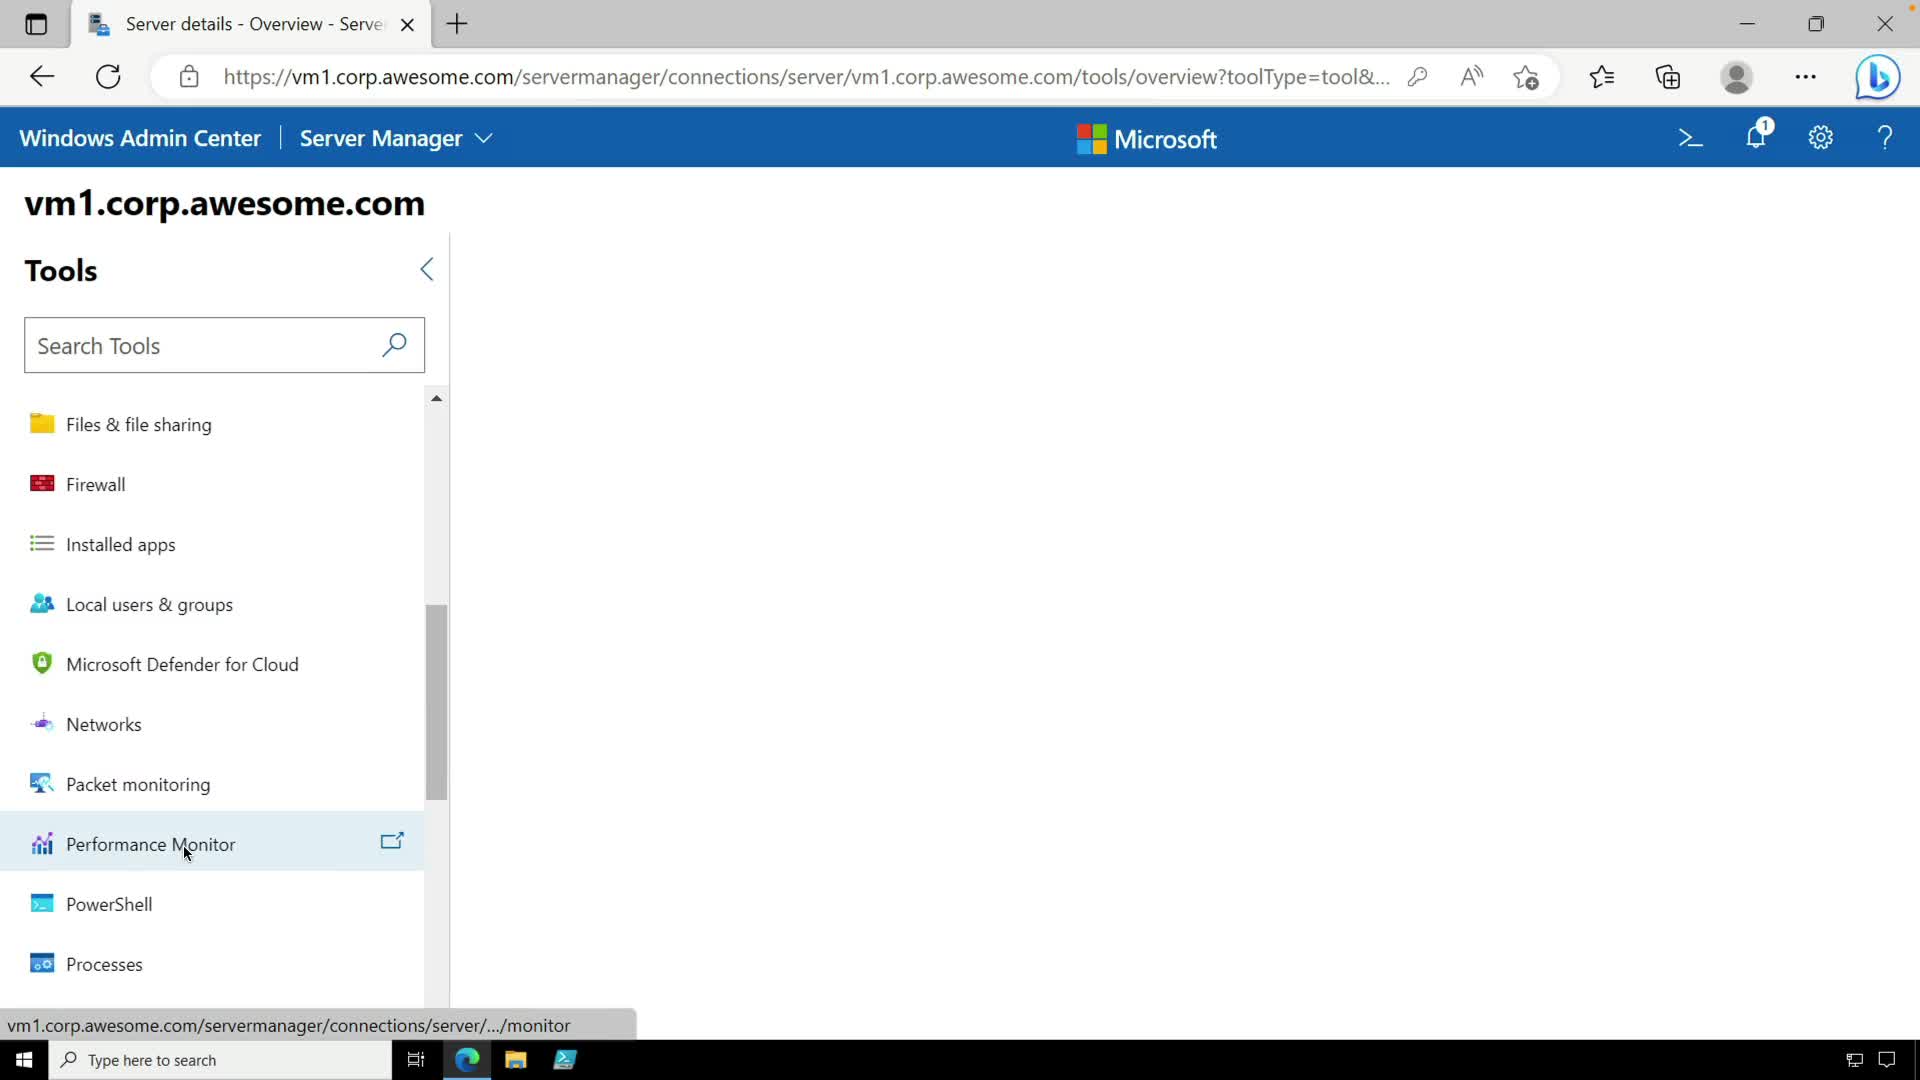 Server details - Overview - Serve
https://vm1.corp.awesome.com/servermanager/connections/server/vm1.corp.awesome.com/tools/overview?toolType=tool&...
Windows Admin Center
Server Manager
Microsoft
1
vm1.corp.awesome.com
Tools
Search Tools
Files & file sharing
Firewall
Installed apps
Local users & groups
Microsoft Defender for Cloud
Networks
Packet monitoring
Performance Monitor
PowerShell
Processes
vm1.corp.awesome.com/servermanager/connections/server/.../monitor
Type here to search